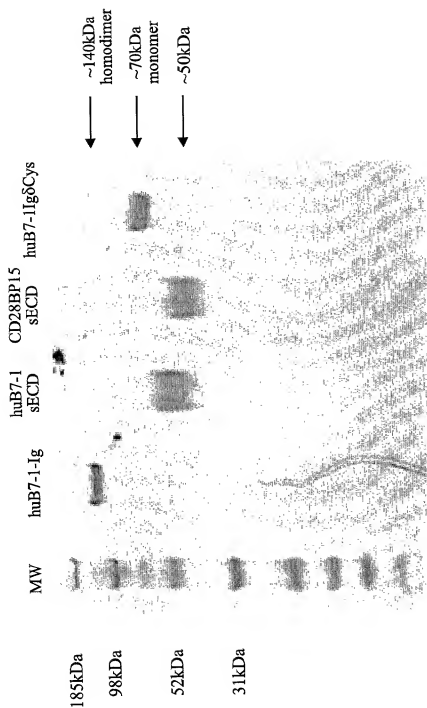 MW
huB7-1-Ig
huB7-1
sECD
CD28BP15
sECD
huB7-1IgδCys
185kDa
98kDa
52kDa
31kDa
~140kDa
homodimer
~70kDa
monomer
~50kDa